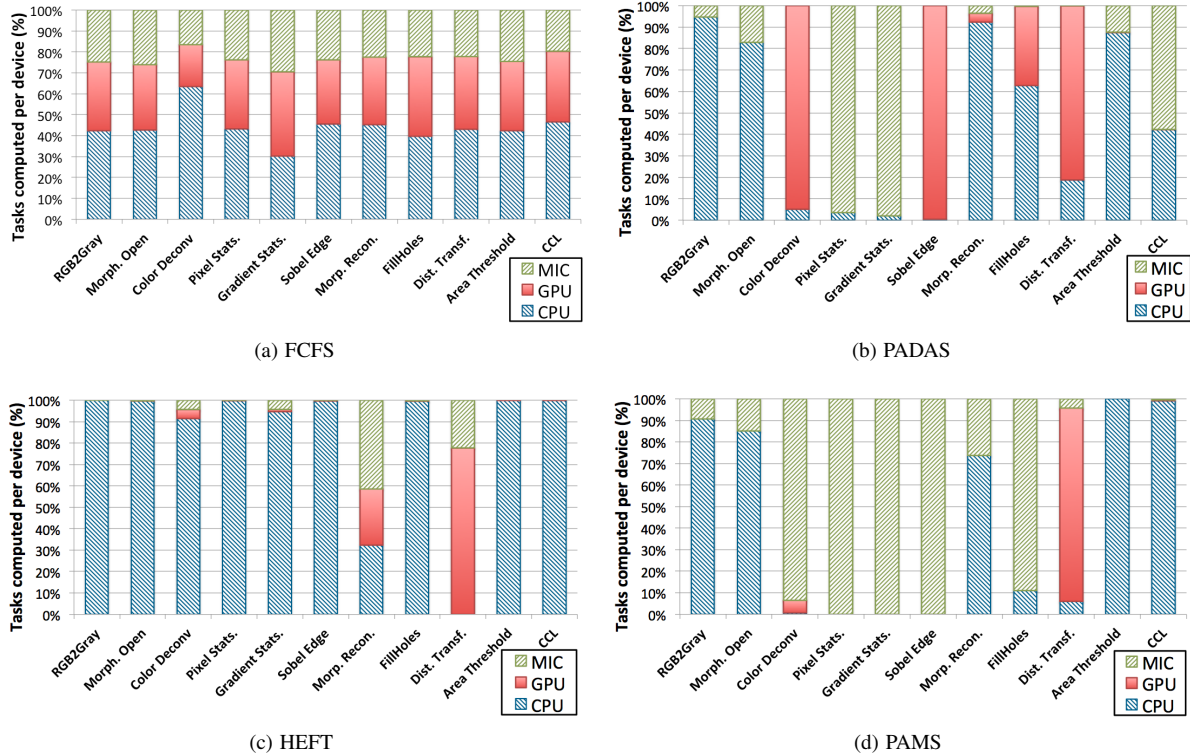 Tasks computed per device (%)
100%
90%
80%
70%
60%
50%
40%
30%
20%
10%
0%
RGB2Gray
Morph. Open
Color Deconv
Pixel Stats.
Gradient Stats.
Sobel Edge
Morp. Recon.
FillHoles
Dist. Transf.
Area Threshold
CCL
MIC
GPU
CPU
(a) FCFS
Tasks computed per device (%)
100%
90%
80%
70%
60%
50%
40%
30%
20%
10%
0%
RGB2Gray
Morph. Open
Color Deconv
Pixel Stats.
Gradient Stats.
Sobel Edge
Morp. Recon.
FillHoles
Dist. Transf.
Area Threshold
CCL
MIC
GPU
CPU
(b) PADAS
Tasks computed per device (%)
100%
90%
80%
70%
60%
50%
40%
30%
20%
10%
0%
RGB2Gray
Morph. Open
Color Deconv
Pixel Stats.
Gradient Stats.
Sobel Edge
Morp. Recon.
FillHoles
Dist. Transf.
Area Threshold
CCL
MIC
GPU
CPU
(c) HEFT
Tasks computed per device (%)
100%
90%
80%
70%
60%
50%
40%
30%
20%
10%
0%
RGB2Gray
Morph. Open
Color Deconv
Pixel Stats.
Gradient Stats.
Sobel Edge
Morp. Recon.
FillHoles
Dist. Transf.
Area Threshold
CCL
MIC
GPU
CPU
(d) PAMS